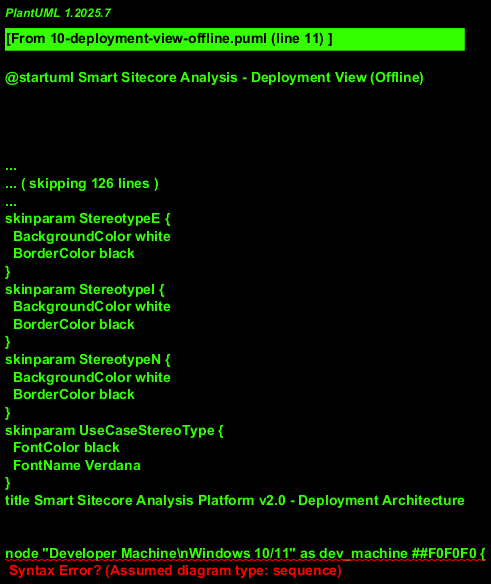 PlantUML 1.2025.7
[From 10-deployment-view-offline.puml (line 11) ]
@startuml Smart Sitecore Analysis - Deployment View (Offline)
...
... ( skipping 126 lines )
...
skinparam StereotypeE {
  BackgroundColor white
  BorderColor black
}
skinparam StereotypeI {
  BackgroundColor white
  BorderColor black
}
skinparam StereotypeN {
  BackgroundColor white
  BorderColor black
}
skinparam UseCaseStereoType {
  FontColor black
  FontName Verdana
}
title Smart Sitecore Analysis Platform v2.0 - Deployment Architecture
node "Developer Machine\nWindows 10/11" as dev_machine ##F0F0F0 {
Syntax Error? (Assumed diagram type: sequence)